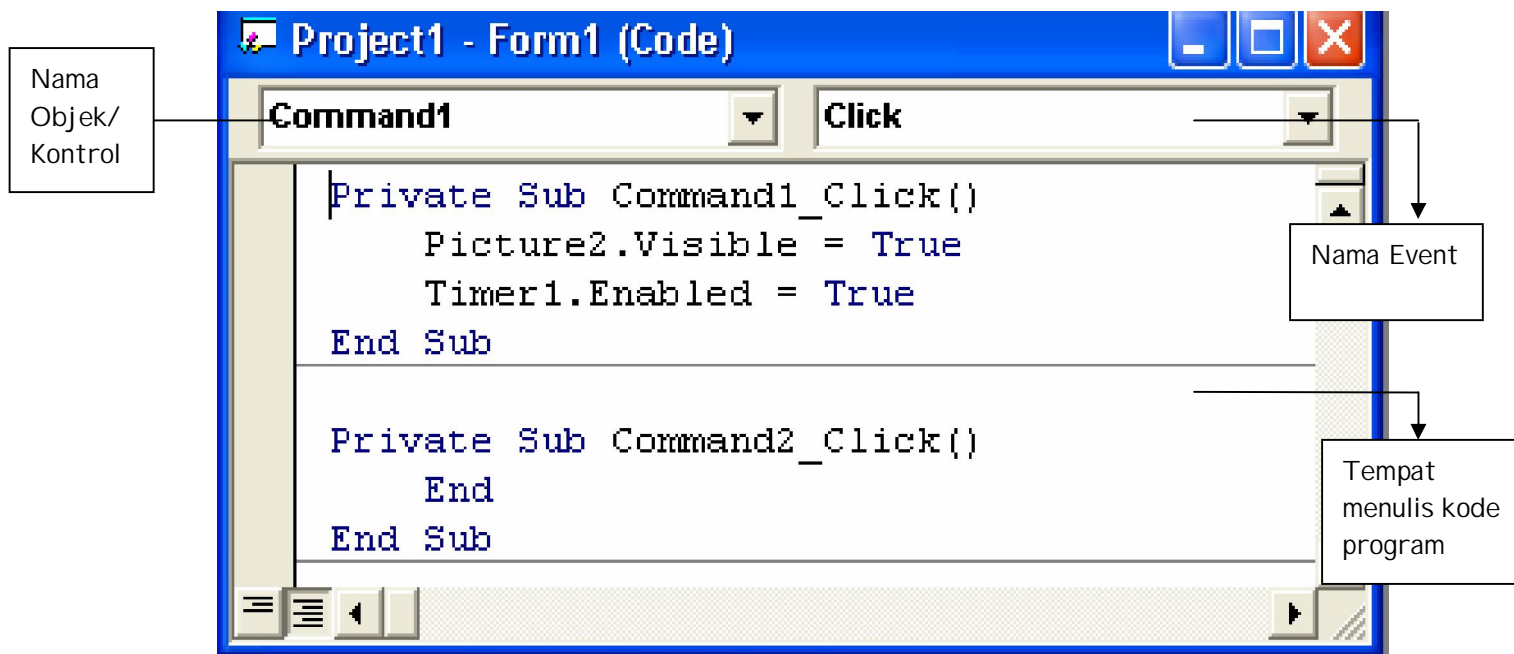 Project1 - Form1 (Code)
Nama
Objek/
Kontrol
Command1
Click
Private Sub Command1_Click()
Picture2.Visible = True
Timer1.Enabled = True
End Sub
Nama Event
Private Sub Command2_Click()
End
End Sub
Tempat
menulis kode
program